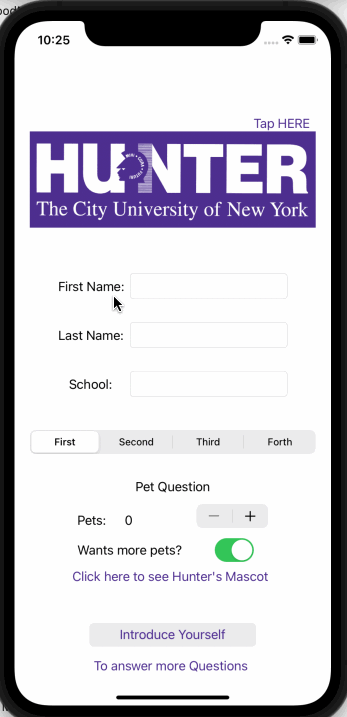 10:25
Tap HERE
HUNTER
The City University of New York
First Name:
Last Name:
School:
First Second Third Forth
Pet Question
Pets: 0 − +
Wants more pets?
Click here to see Hunter's Mascot
Introduce Yourself
To answer more Questions